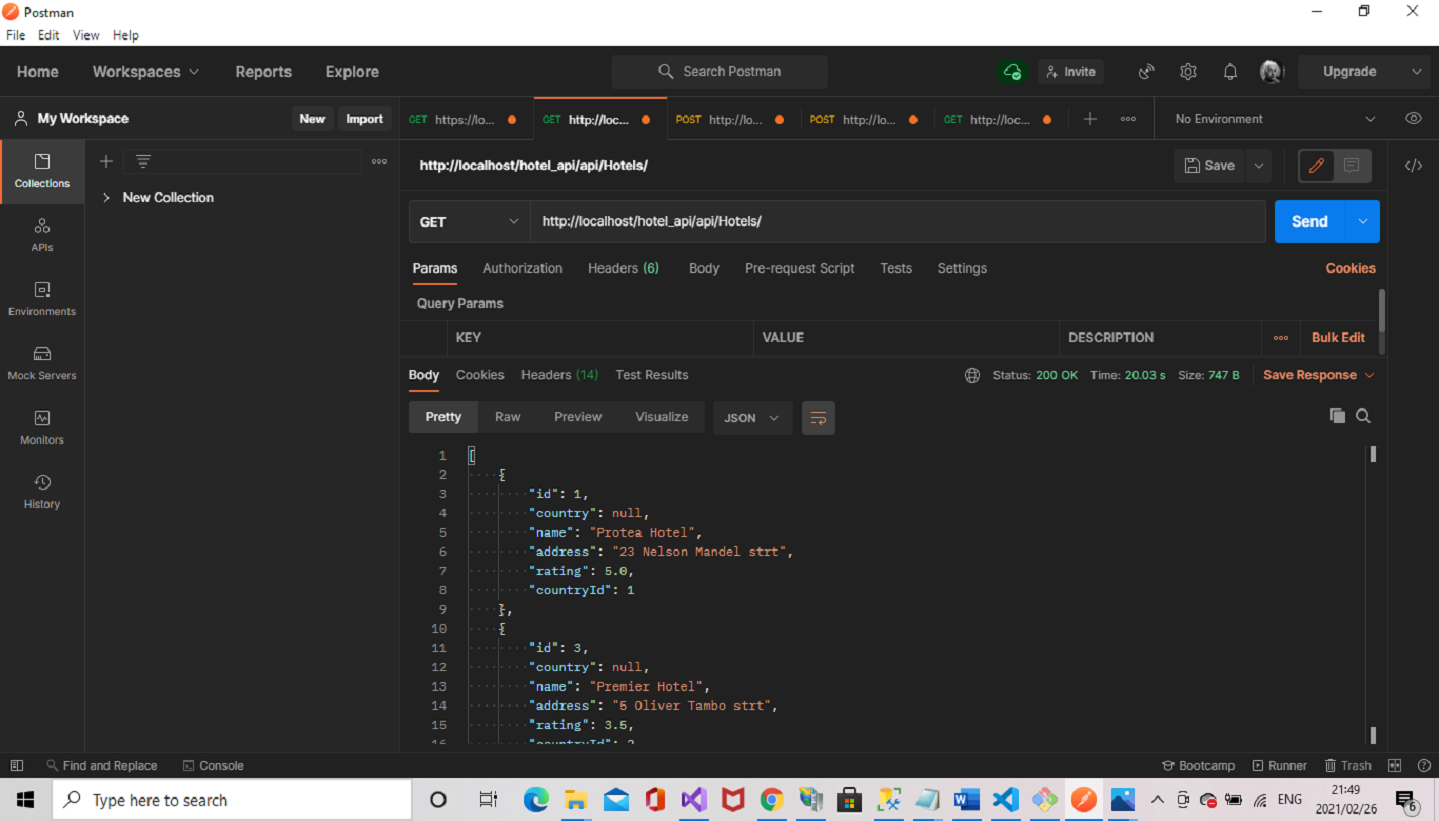 Postman
File Edit View Help
Home Workspaces Reports Explore Search Postman Invite Upgrade
My Workspace New Import GET https://lo... GET http://loc... POST http://lo... POST http://lo... GET http://loc... No Environment
Collections
New Collection
APIs
Environments
Mock Servers
Monitors
History
http://localhost/hotel_api/api/Hotels/ Save
GET http://localhost/hotel_api/api/Hotels/ Send
Params Authorization Headers (6) Body Pre-request Script Tests Settings Cookies
Query Params
KEY VALUE DESCRIPTION Bulk Edit
Body Cookies Headers (14) Test Results Status: 200 OK Time: 20.03 s Size: 747 B Save Response
Pretty Raw Preview Visualize JSON
1 [
2 {
3 "id": 1,
4 "country": null,
5 "name": "Protea Hotel",
6 "address": "23 Nelson Mandel strt",
7 "rating": 5.0,
8 "countryId": 1
9 },
10 {
11 "id": 3,
12 "country": null,
13 "name": "Premier Hotel",
14 "address": "5 Oliver Tambo strt",
15 "rating": 3.5,
16 "countryId":
Find and Replace Console Bootcamp Runner Trash
Type here to search ENG 21:49
2021/02/26 6